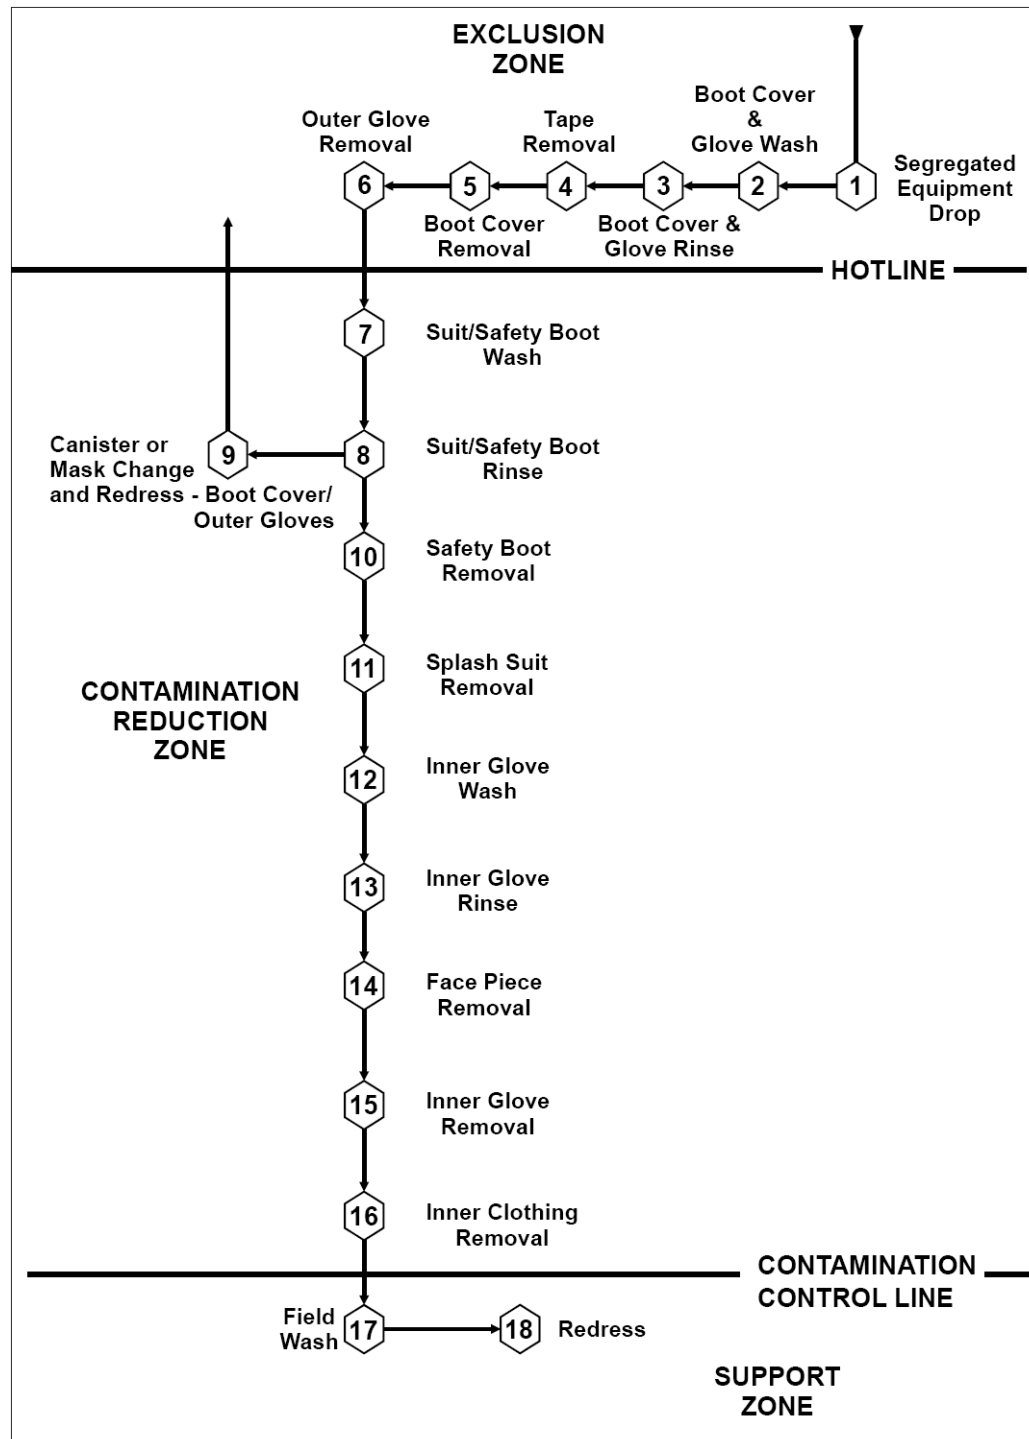 EXCLUSION
ZONE
Boot Cover
&
Glove Wash
Outer Glove
Removal
Tape
Removal
Segregated
Equipment
Drop
6
5
4
3
2
1
Boot Cover
Removal
Boot Cover &
Glove Rinse
HOTLINE
7
Suit/Safety Boot
Wash
Canister or
Mask Change
and Redress - Boot Cover/
Outer Gloves
9
8
Suit/Safety Boot
Rinse
10
Safety Boot
Removal
11
Splash Suit
Removal
CONTAMINATION
REDUCTION
ZONE
12
Inner Glove
Wash
13
Inner Glove
Rinse
14
Face Piece
Removal
15
Inner Glove
Removal
16
Inner Clothing
Removal
CONTAMINATION
CONTROL LINE
Field
Wash
17
18
Redress
SUPPORT
ZONE